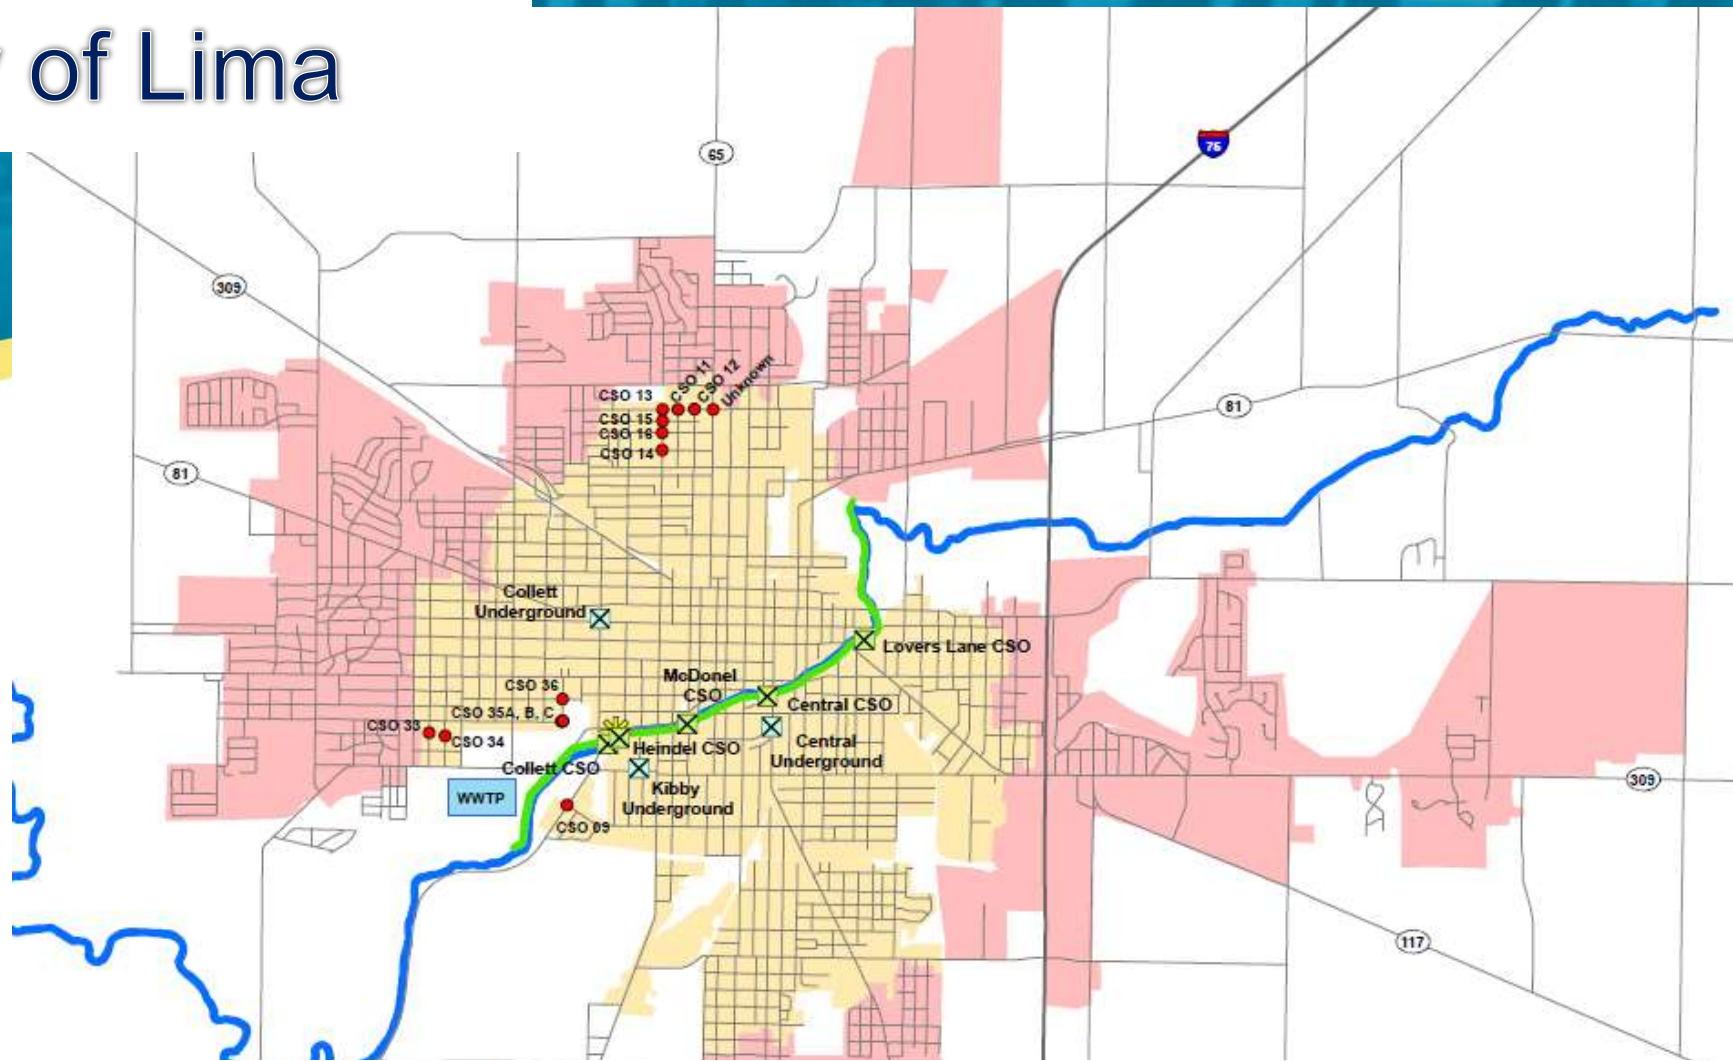 of Lima
65
76
309
CSO 11
CSO 12
Unknown
CSO 13
CSO 15
CSO 16
CSO 14
81
81
Collett
Underground
Lovers Lane CSO
McDonel
CSO
CSO 36
Central CSO
CSO 35A, B, C
CSO 33
CSO 34
Heindel CSO
Central
Underground
Collett CSO
309
WWTP
Kibby
Underground
CSO 09
117